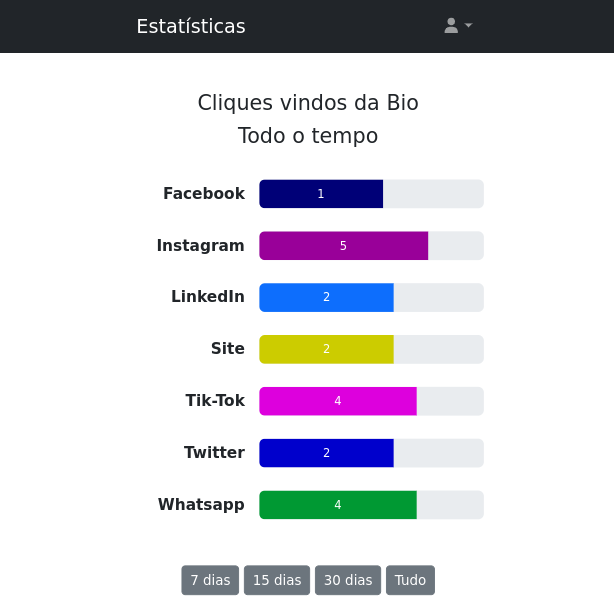 Estatísticas
Cliques vindos da Bio
Todo o tempo
Facebook 1
Instagram 5
LinkedIn 2
Site 2
Tik-Tok 4
Twitter 2
Whatsapp 4
7 dias 15 dias 30 dias Tudo